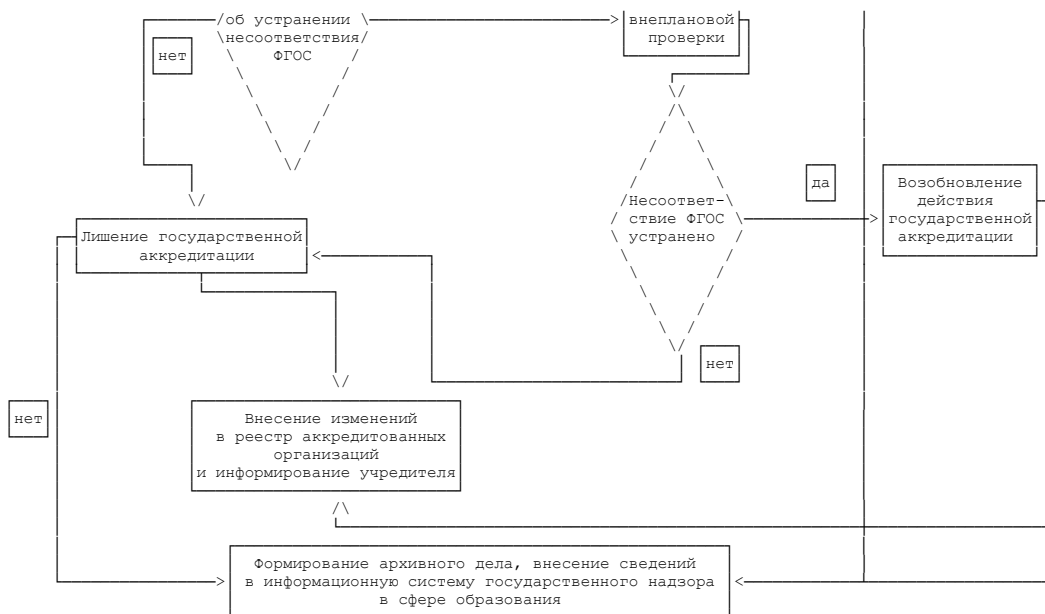 об устранении
несоответствия
ФГОС
внеплановой
проверки
нет
да
Несоответ-
ствие ФГОС
устранено
Возобновление
действия
государственной
аккредитации
Лишение государственной
аккредитации
нет
нет
Внесение изменений
в реестр аккредитованных
организаций
и информирование учредителя
Формирование архивного дела, внесение сведений
в информационную систему государственного надзора
в сфере образования